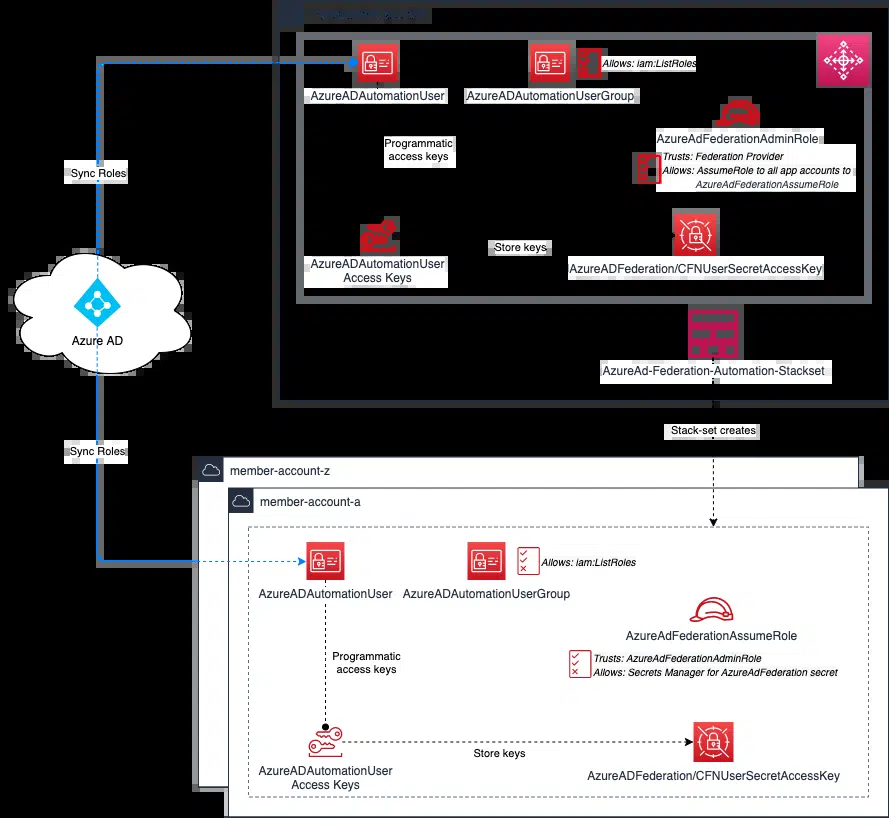 AzureADAutomationUser
AzureADAutomationUserGroup
Allows: iam:ListRoles
Programmatic
access keys
AzureAdFederationAdminRole
Trusts: Federation Provider
Allows: AssumeRole to all app accounts to
AzureAdFederationAssumeRole
Sync Roles
Store keys
AzureADAutomationUser
Access Keys
AzureADFederation/CFNUserSecretAccessKey
Azure AD
AzureAd-Federation-Automation-Stackset
Stack-set creates
Sync Roles
member-account-z
member-account-a
Allows: iam:ListRoles
AzureADAutomationUser
AzureADAutomationUserGroup
AzureAdFederationAssumeRole
Programmatic
access keys
Trusts: AzureAdFederationAdminRole
Allows: Secrets Manager for AzureAdFederation secret
Store keys
AzureADAutomationUser
Access Keys
AzureADFederation/CFNUserSecretAccessKey